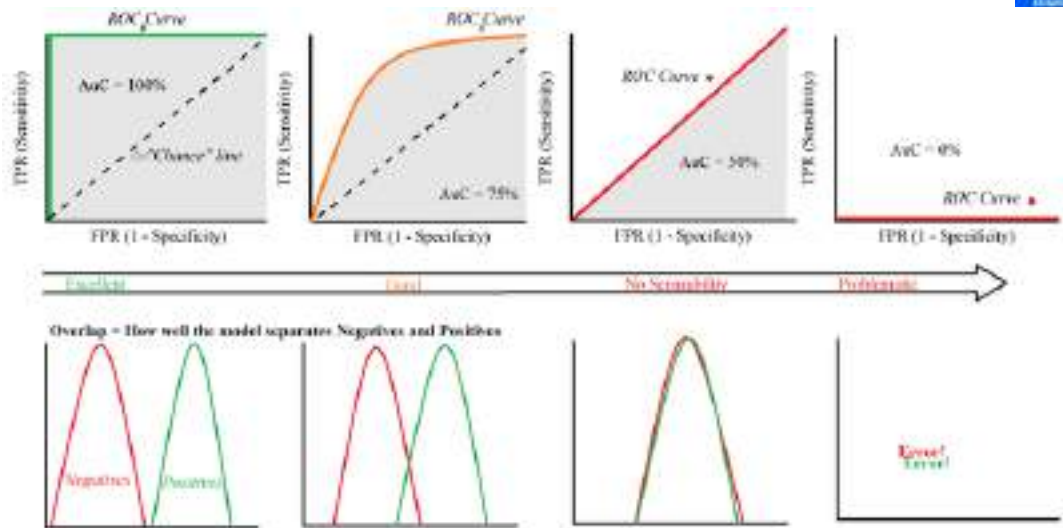 ROC Curve
ROC Curve
TPR (Sensitivity)
AuC = 100%
"Chance" line
FPR (1 - Specificity)
TPR (Sensitivity)
AuC = 75%
FPR (1 - Specificity)
TPR (Sensitivity)
ROC Curve
AuC = 50%
FPR (1 - Specificity)
TPR (Sensitivity)
AuC = 0%
ROC Curve
FPR (1 - Specificity)
Excellent
Good
No Separability
Problematic
Overlap = How well the model separates Negatives and Positives
Negatives
Positives
Error!
Error!